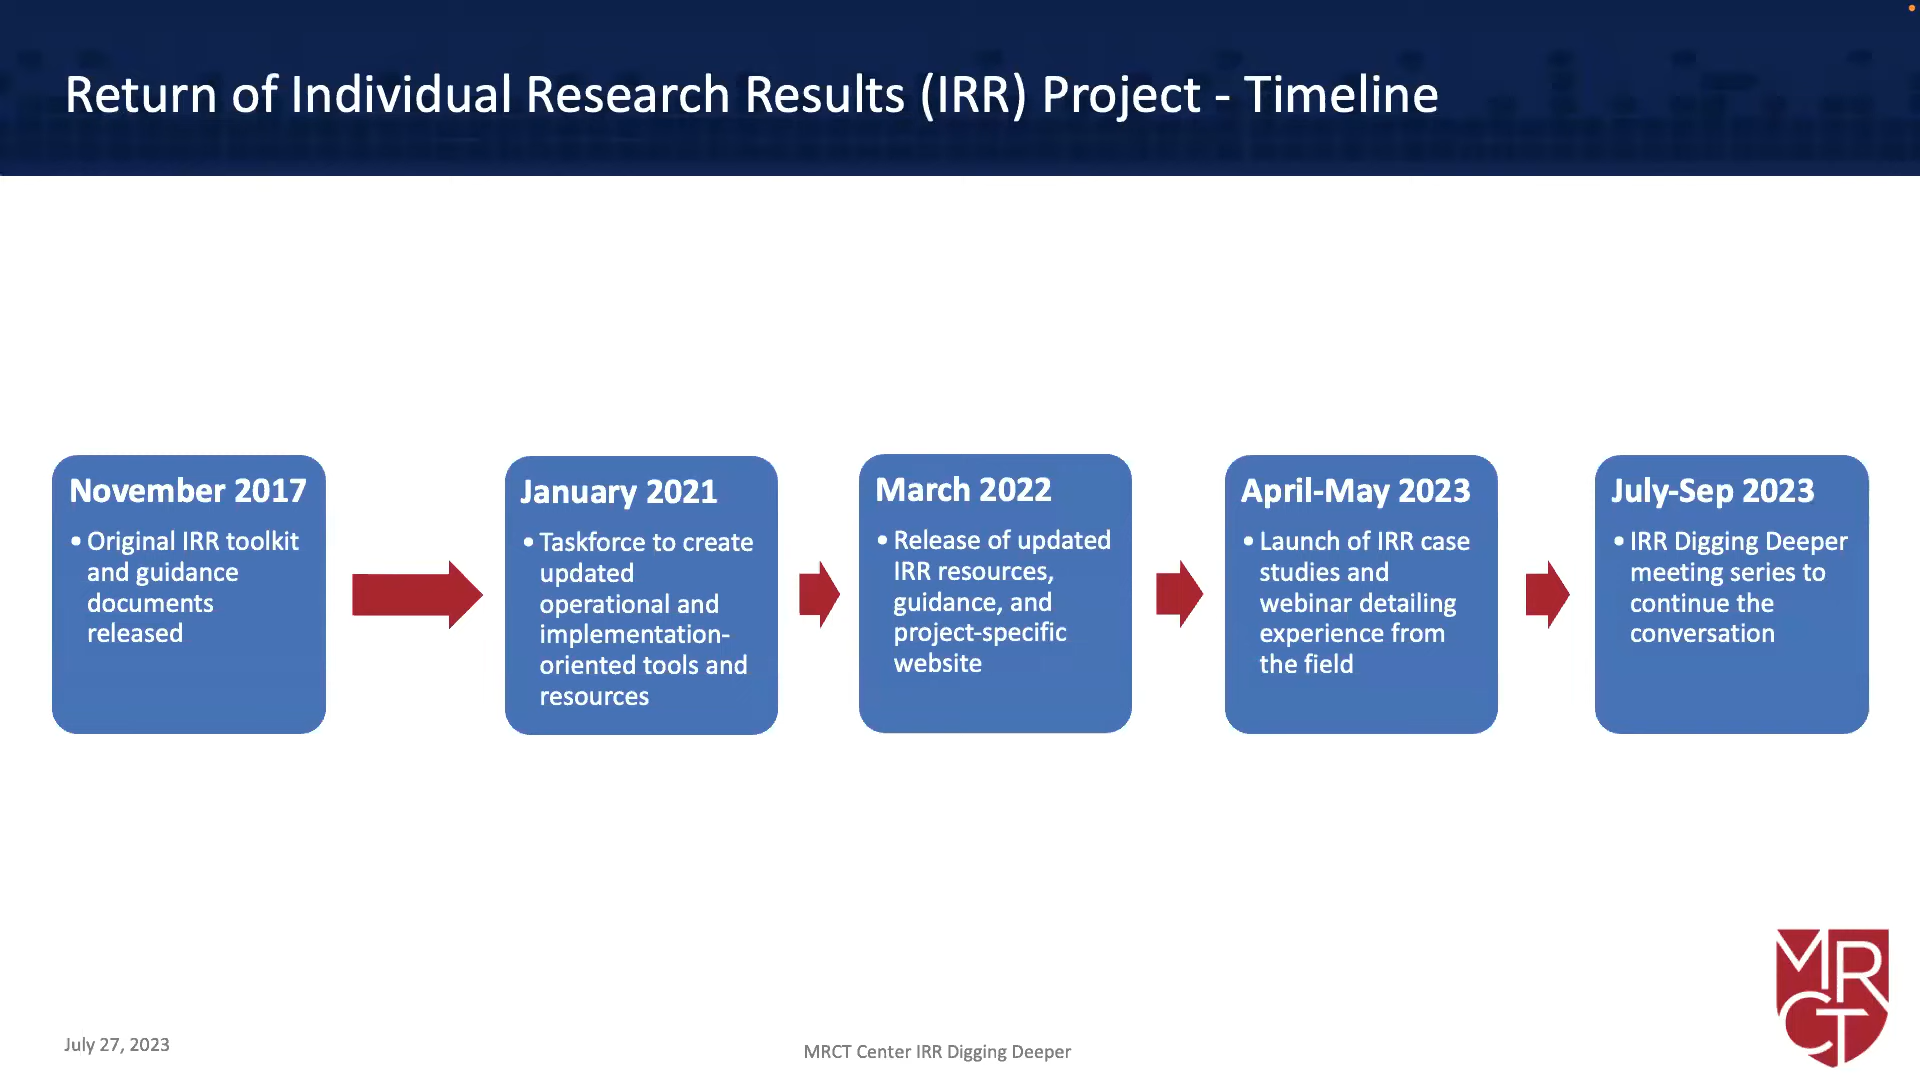 Return of Individual Research Results (IRR) Project - Timeline
November 2017
• Original IRR toolkit
and guidance
documents
released
January 2021
• Taskforce to create
updated
operational and
implementation-
oriented tools and
resources
March 2022
• Release of updated
IRR resources,
guidance, and
project-specific
website
April-May 2023
• Launch of IRR case
studies and
webinar detailing
experience from
the field
July-Sep 2023
• IRR Digging Deeper
meeting series to
continue the
conversation
MR
CT
July 27, 2023
MRCT Center IRR Digging Deeper